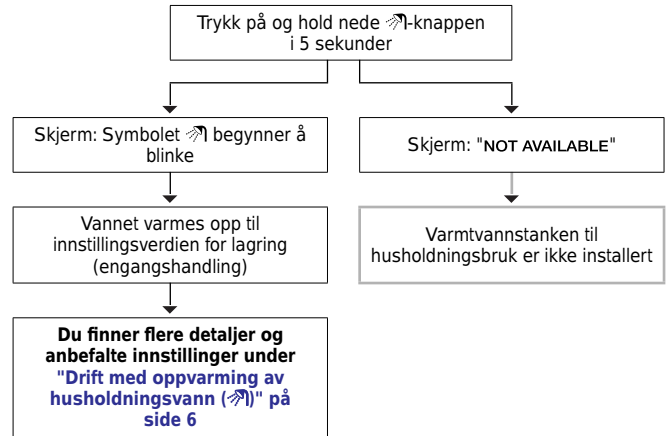 Trykk på og hold nede -knappen
i 5 sekunder
Skjerm: Symbolet begynner å
blinke
Skjerm: "NOT AVAILABLE"
Vannet varmes opp til
innstillingsverdien for lagring
(engangshandling)
Varmtvannstanken til
husholdningsbruk er ikke installert
Du finner flere detaljer og
anbefalte innstillinger under
"Drift med oppvarming av
husholdningsvann ()" på
side 6